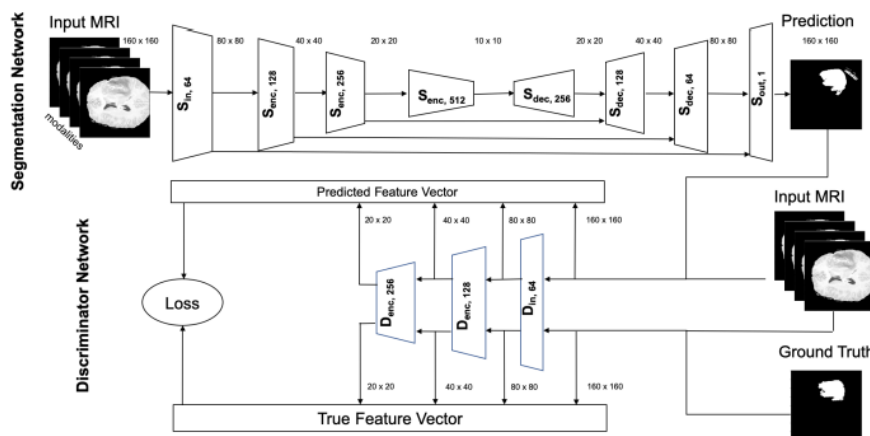 Segmentation Network
Input MRI
modalities
160 x 160
S_in, 64
80 x 80
S_enc, 128
40 x 40
S_enc, 256
20 x 20
S_enc, 512
10 x 10
S_dec, 256
20 x 20
S_dec, 128
40 x 40
S_dec, 64
80 x 80
S_out, 1
Prediction
160 x 160
Discriminator Network
Predicted Feature Vector
20 x 20
40 x 40
80 x 80
160 x 160
Input MRI
Loss
D_enc, 256
D_enc, 128
D_in, 64
20 x 20
40 x 40
80 x 80
160 x 160
True Feature Vector
Ground Truth